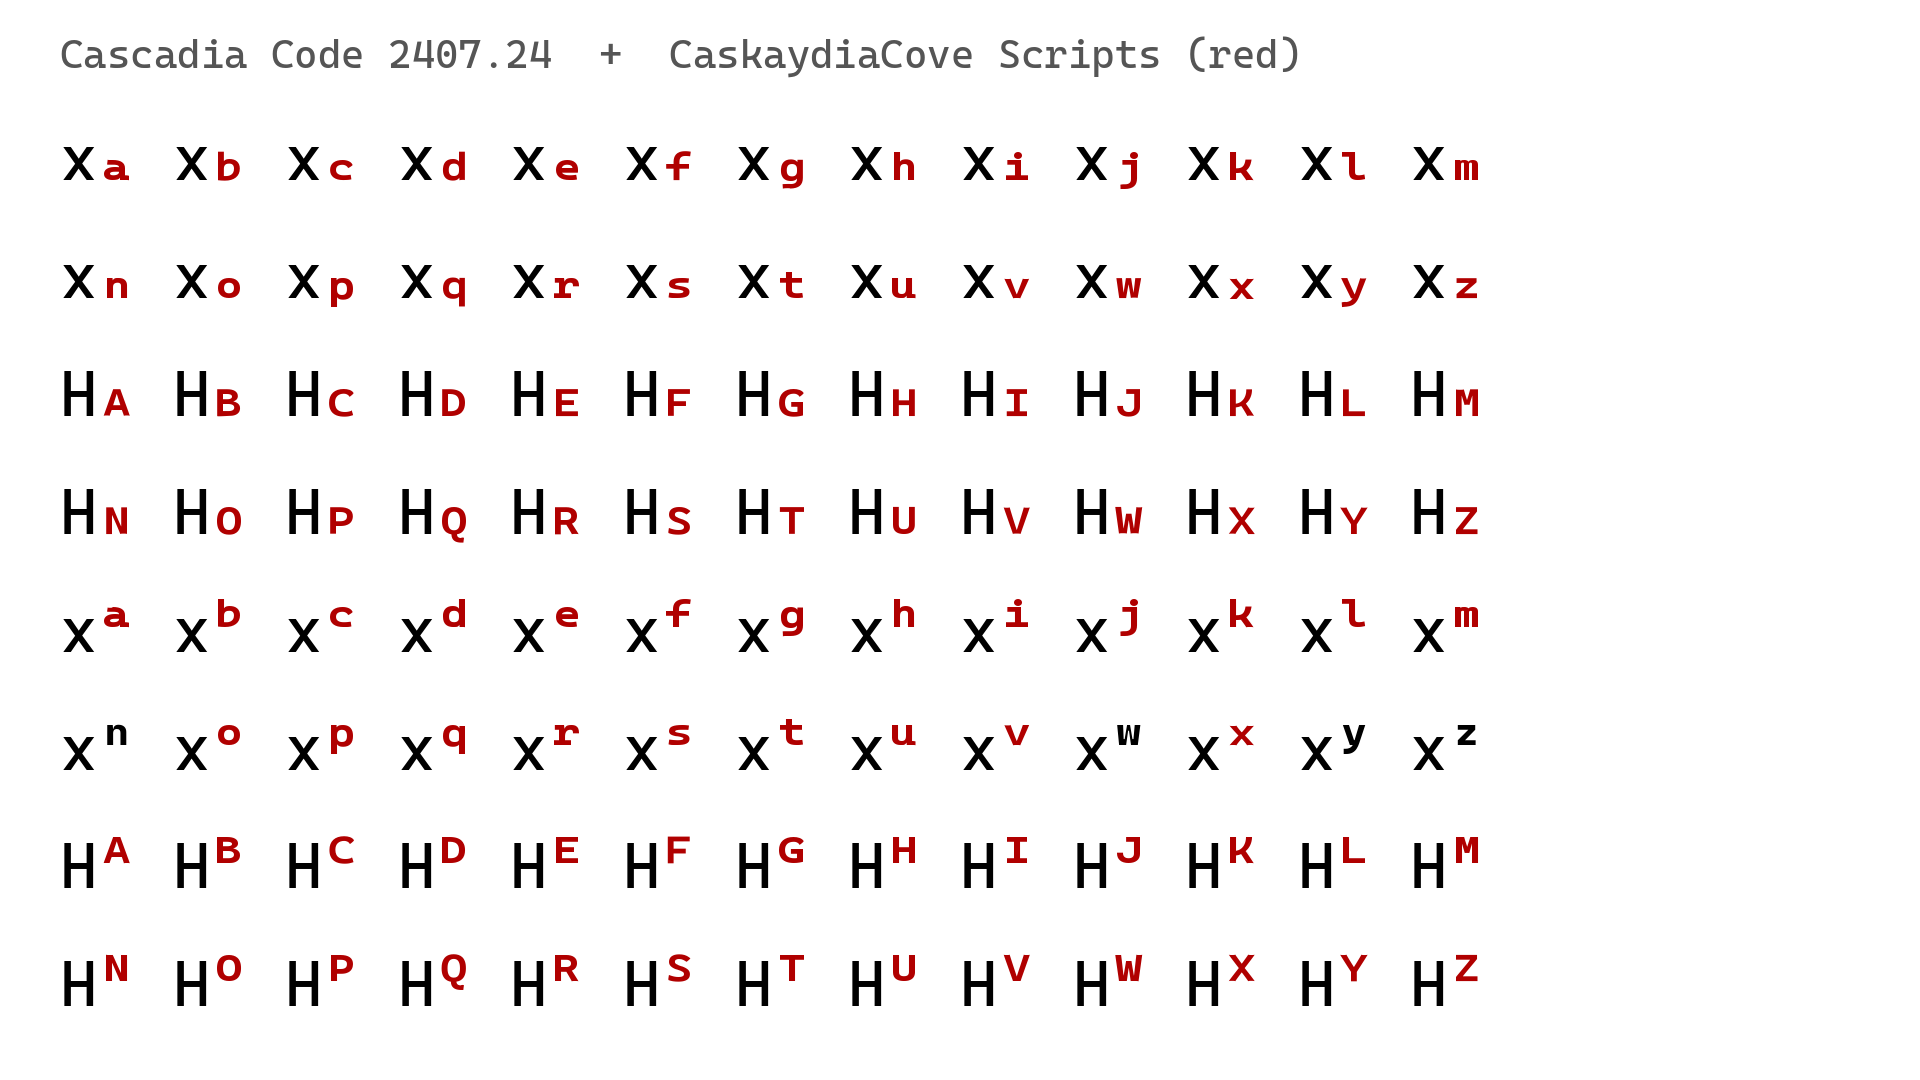 Cascadia Code 2407.24 + CaskaydiaCove Scripts (red)
xa xb xc xd xe xf xg xh xi xj xk xl xm
xn xo xp xq xr xs xt xu xv xw xx xy xz
HA HB HC HD HE HF HG HH HI HJ HK HL HM
HN HO HP HQ HR HS HT HU HV HW HX HY HZ
xa xb xc xd xe xf xg xh xi xj xk xl xm
xn xo xp xq xr xs xt xu xv xw xx xy xz
HA HB HC HD HE HF HG HH HI HJ HK HL HM
HN HO HP HQ HR HS HT HU HV HW HX HY HZ